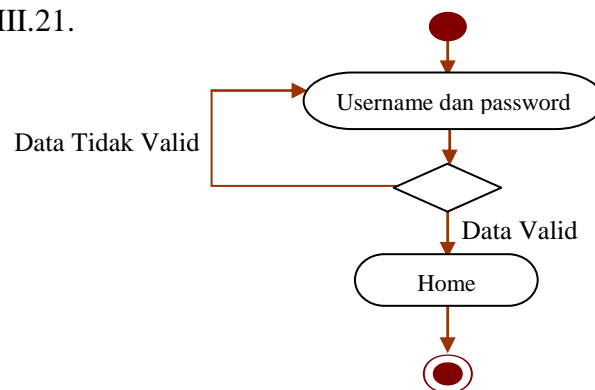 III.21.
Username dan password
Data Tidak Valid
Data Valid
Home